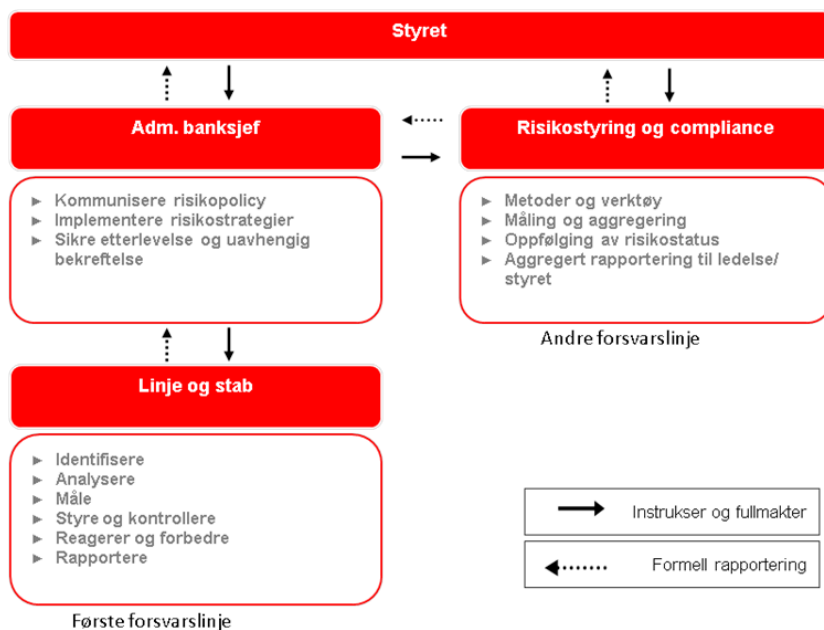 Styret
Adm. banksjef
Kommunisere risikopolicy
Implementere risikostrategier
Sikre etterlevelse og uavhengig
bekreftelse
Risikostyring og compliance
Metoder og verktøy
Måling og aggregering
Oppfølging av risikostatus
Aggregert rapportering til ledelse/
styret
Andre forsvarslinje
Linje og stab
Identifisere
Analysere
Måle
Styre og kontrollere
Reagerer og forbedre
Rapportere
Første forsvarslinje
Instrukser og fullmakter
Formell rapportering